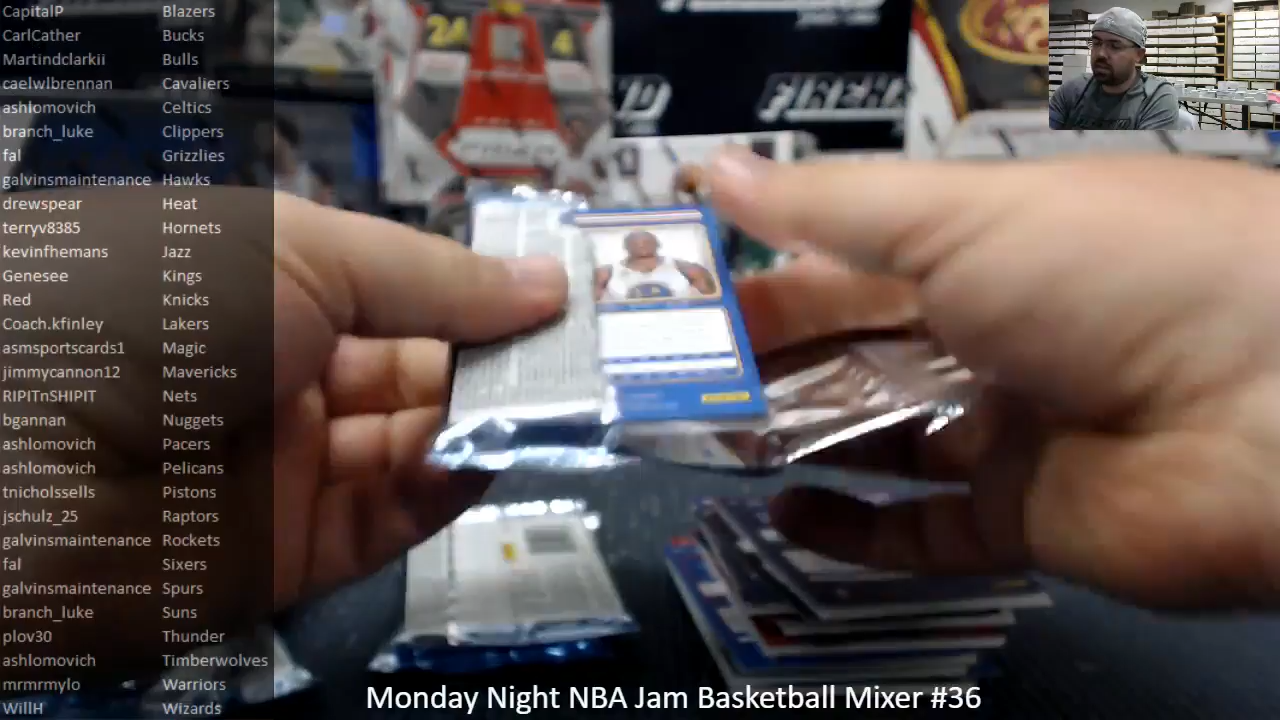 CapitalP Blazers
CarlCather Bucks
Martindclarkii Bulls
caelwlbrennan Cavaliers
ashlomovich Celtics
branch_luke Clippers
fal Grizzlies
galvinsmaintenance Hawks
drewspear Heat
terryv8385 Hornets
kevinfhemans Jazz
Genesee Kings
Red Knicks
Coach.kfinley Lakers
asmsportscards1 Magic
jimmycannon12 Mavericks
RIPITnSHIPIT Nets
bgannan Nuggets
ashlomovich Pacers
ashlomovich Pelicans
tnicholssells Pistons
jschulz_25 Raptors
galvinsmaintenance Rockets
fal Sixers
galvinsmaintenance Spurs
branch_luke Suns
plov30 Thunder
ashlomovich Timberwolves
mrmrmylo Warriors
WillH Wizards
24 4
PRIZM
Monday Night NBA Jam Basketball Mixer #36